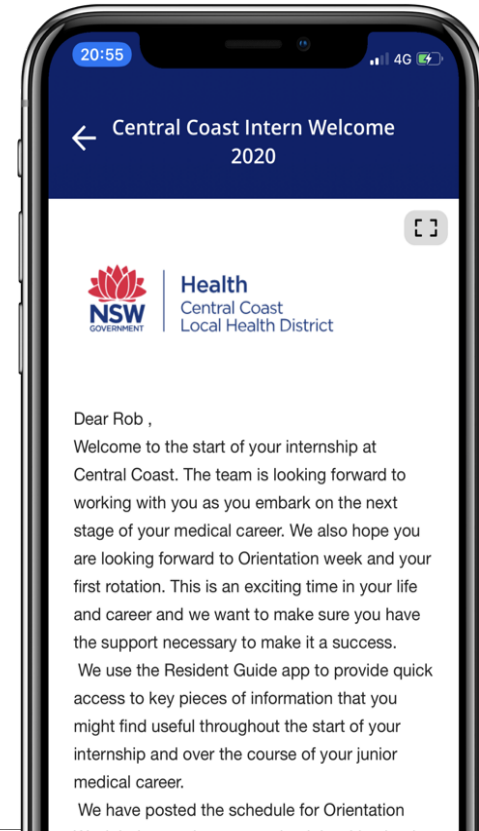 20:55
4G
Central Coast Intern Welcome
2020
NSW
GOVERNMENT
Health
Central Coast
Local Health District
Dear Rob ,
Welcome to the start of your internship at
Central Coast. The team is looking forward to
working with you as you embark on the next
stage of your medical career. We also hope you
are looking forward to Orientation week and your
first rotation. This is an exciting time in your life
and career and we want to make sure you have
the support necessary to make it a success.
We use the Resident Guide app to provide quick
access to key pieces of information that you
might find useful throughout the start of your
internship and over the course of your junior
medical career.
We have posted the schedule for Orientation